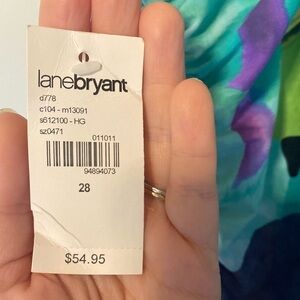 lanebryant
d778
c104 - m13091
s612100 - HG
sz0471
011011
94894073
28
$54.95